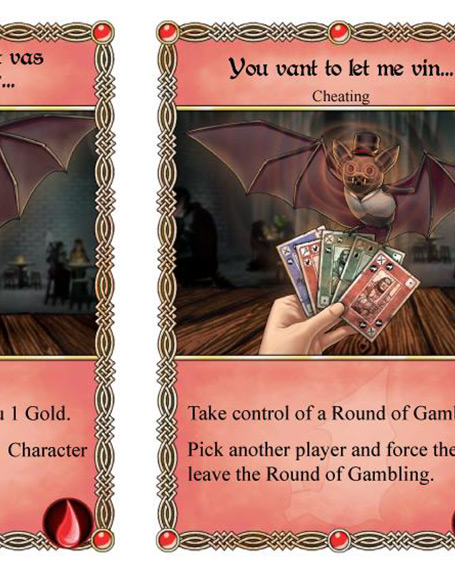 vas
...
u 1 Gold.
Character
You vant to let me vin...
Cheating
Take control of a Round of Gamb
Pick another player and force the
leave the Round of Gambling.